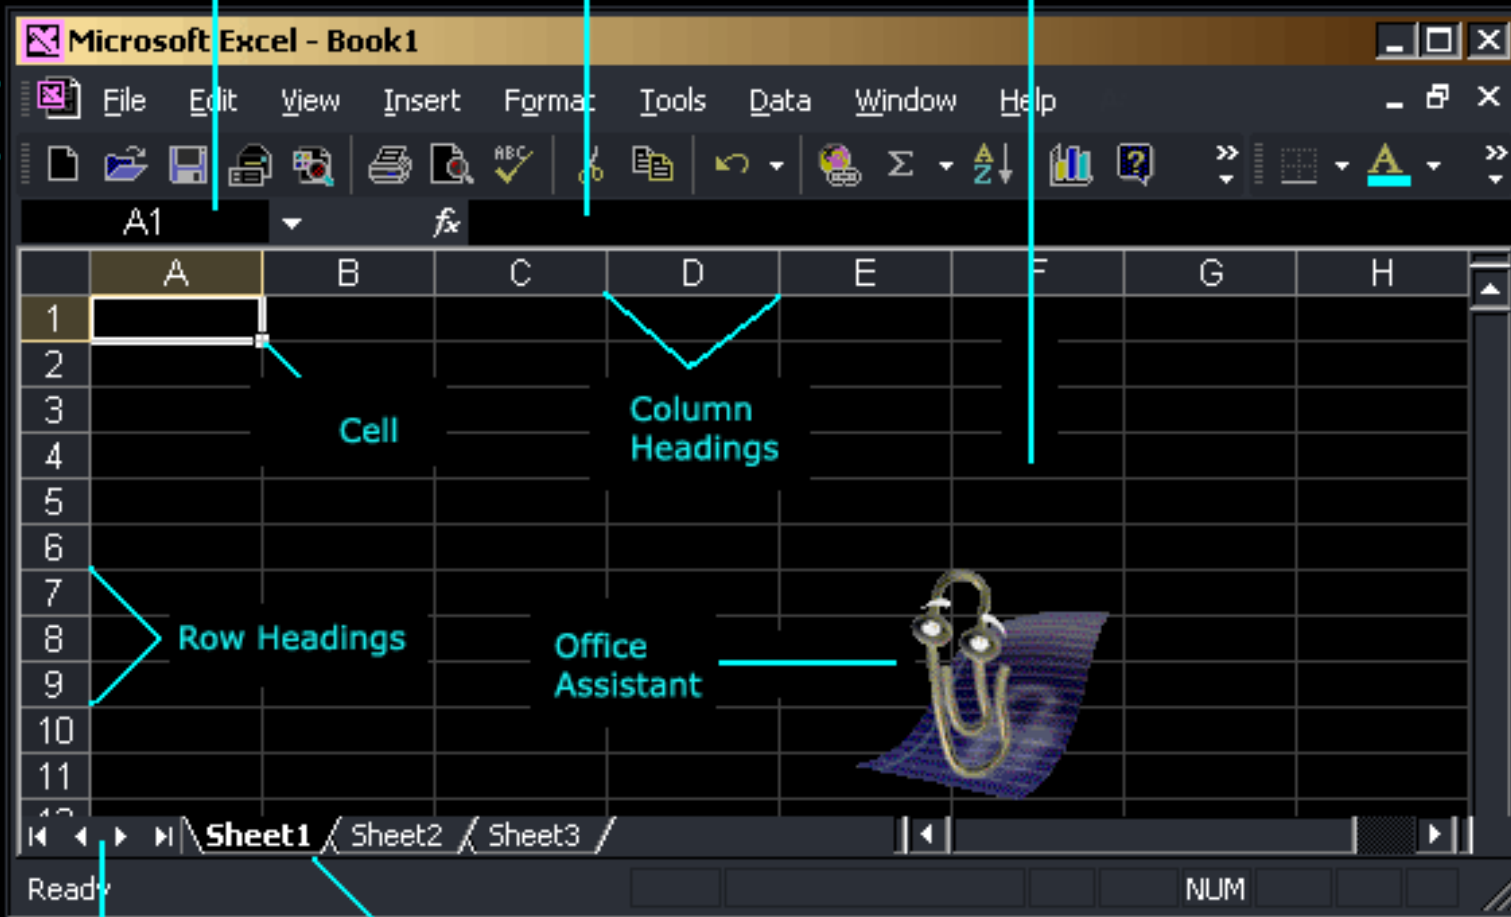 Microsoft Excel - Book1
File Edit View Insert Format Tools Data Window Help
ABC Σ A Z ? A
A1 fx
A B C D E F G H
1
2
3
Column
Cell
Headings
4
5
6
7
8
Row Headings
Office
Assistant
9
10
11
Sheet1 Sheet2 Sheet3
Ready NUM